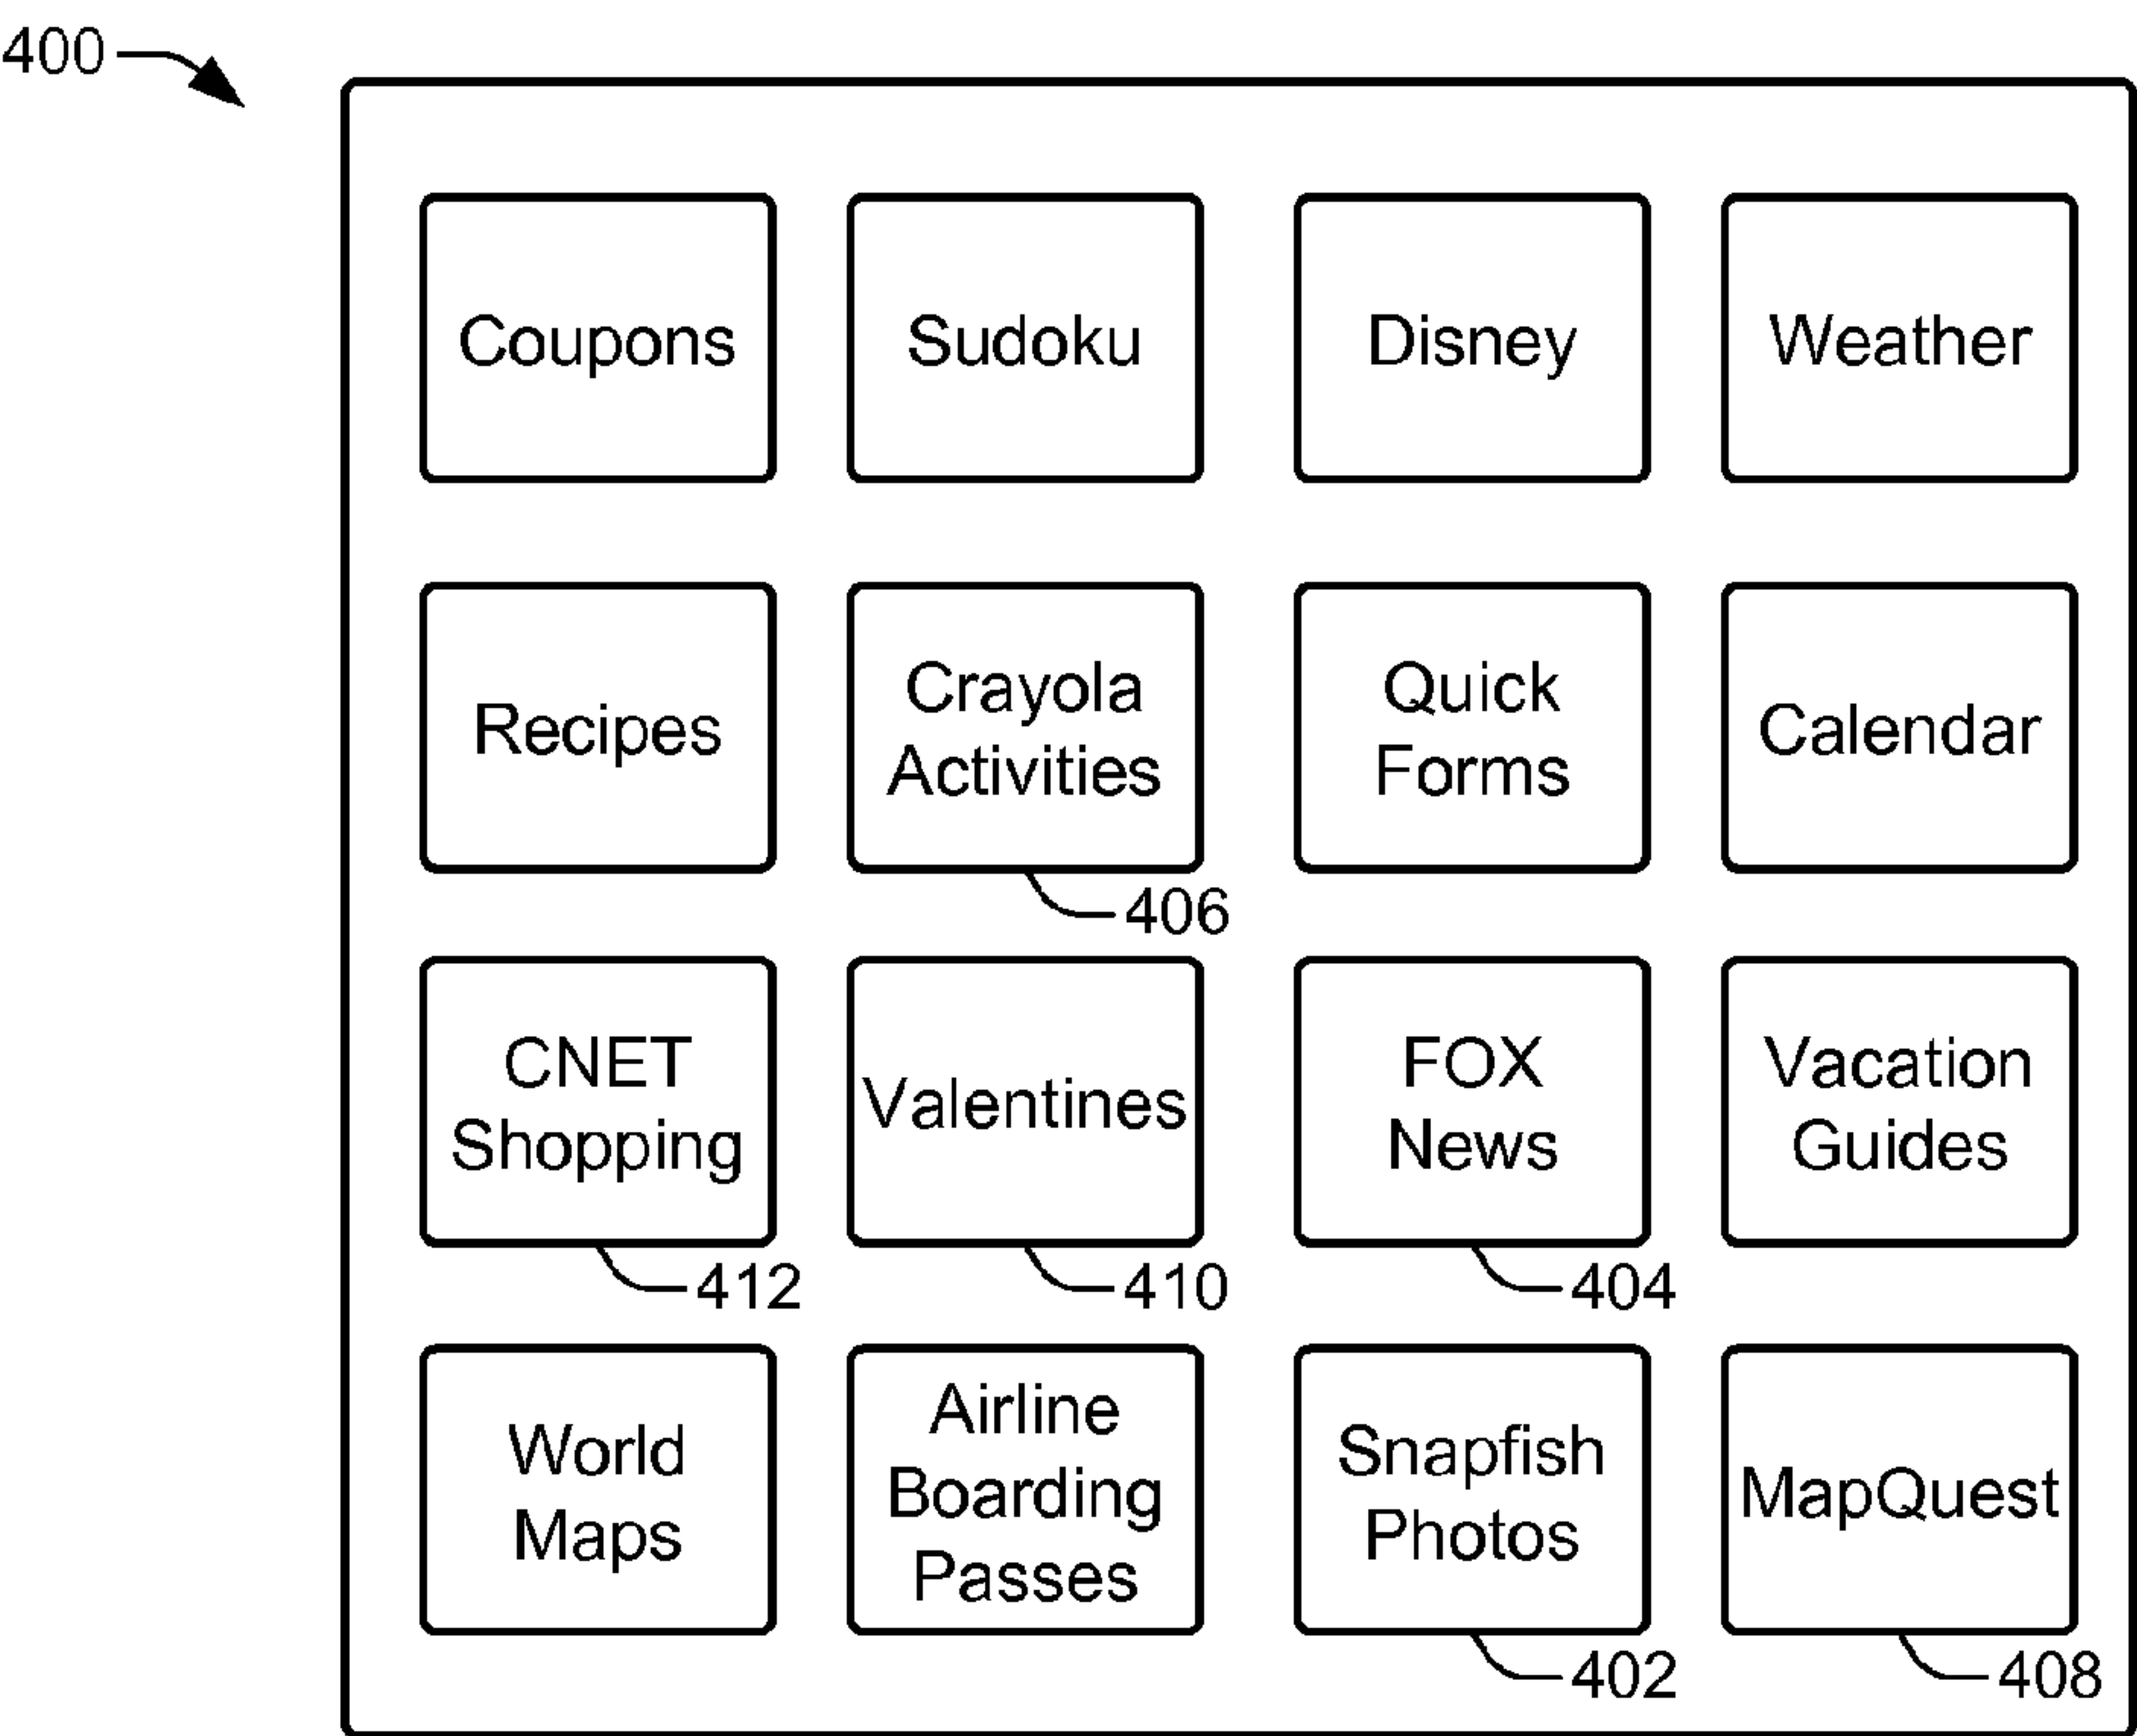 400
Coupons
Sudoku
Disney
Weather
Recipes
Crayola
Activities
Quick
Forms
Calendar
406
CNET
Shopping
Valentines
FOX
News
Vacation
Guides
412
410
404
World
Maps
Airline
Boarding
Passes
Snapfish
Photos
MapQuest
402
408